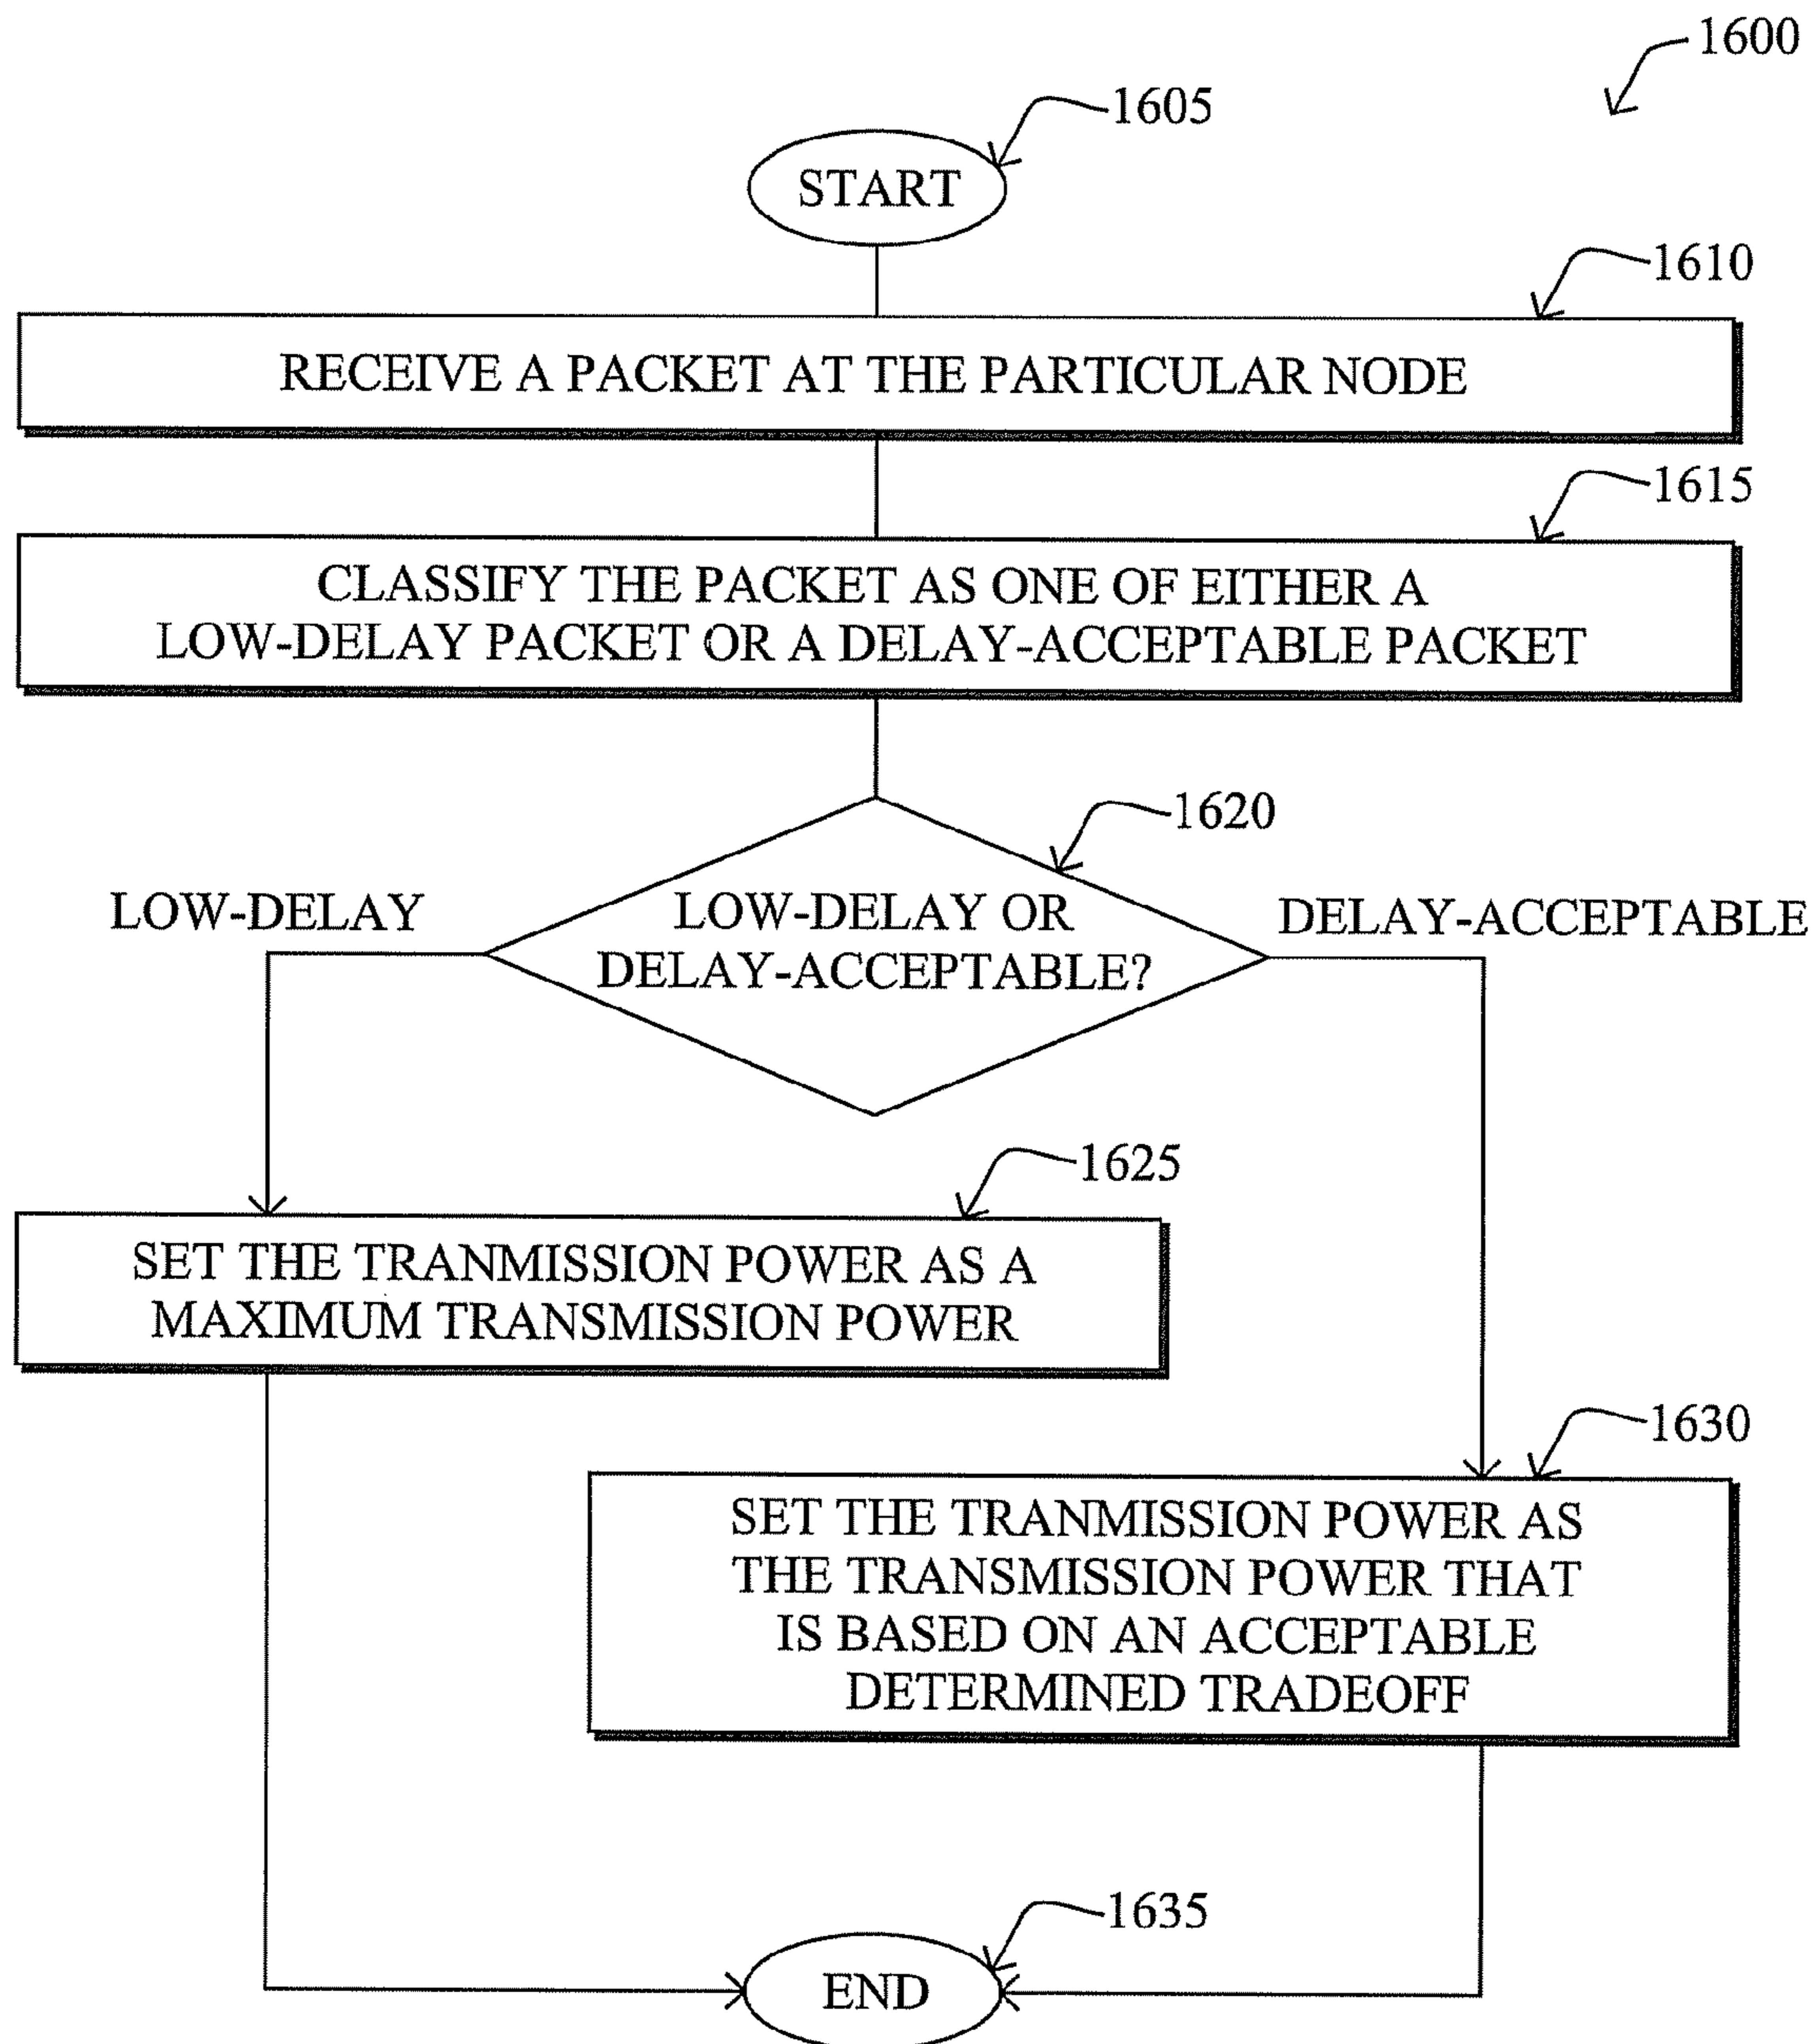 1600
1605
START
1610
RECEIVE A PACKET AT THE PARTICULAR NODE
1615
CLASSIFY THE PACKET AS ONE OF EITHER A
LOW-DELAY PACKET OR A DELAY-ACCEPTABLE PACKET
1620
LOW-DELAY
LOW-DELAY OR
DELAY-ACCEPTABLE?
DELAY-ACCEPTABLE
1625
SET THE TRANMISSION POWER AS A
MAXIMUM TRANSMISSION POWER
1630
SET THE TRANMISSION POWER AS
THE TRANSMISSION POWER THAT
IS BASED ON AN ACCEPTABLE
DETERMINED TRADEOFF
1635
END